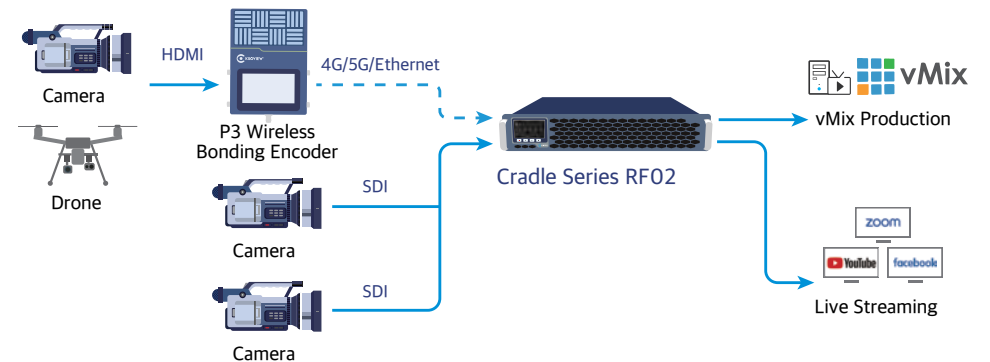 HDMI
4G/5G/Ethernet
Camera
KILOVIEW
P3 Wireless
Bonding Encoder
vMix
vMix Production
Cradle Series RF02
Drone
SDI
Camera
SDI
Camera
zoom
YouTube
facebook
Live Streaming